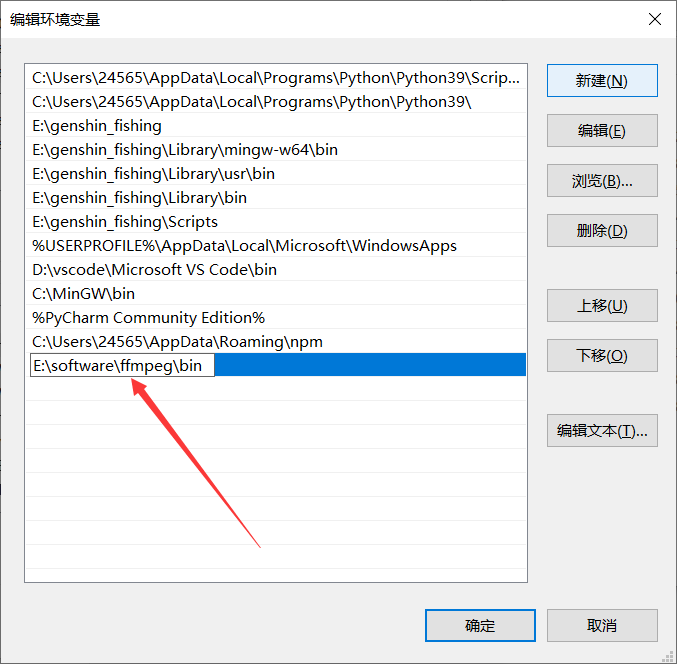 编辑环境变量
C:\Users\24565\AppData\Local\Programs\Python\Python39\Scrip...
C:\Users\24565\AppData\Local\Programs\Python\Python39\
E:\genshin_fishing
E:\genshin_fishing\Library\mingw-w64\bin
E:\genshin_fishing\Library\usr\bin
E:\genshin_fishing\Library\bin
E:\genshin_fishing\Scripts
%USERPROFILE%\AppData\Local\Microsoft\WindowsApps
D:\vscode\Microsoft VS Code\bin
C:\MinGW\bin
%PyCharm Community Edition%
C:\Users\24565\AppData\Roaming\npm
E:\software\ffmpeg\bin
新建(N)
编辑(E)
浏览(B)...
删除(D)
上移(U)
下移(O)
编辑文本(T)...
确定
取消